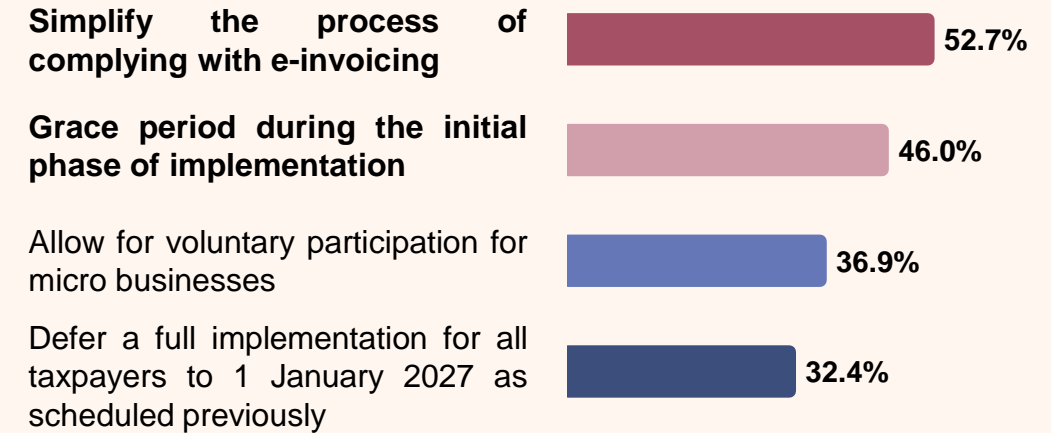 Simplify the process of
complying with e-invoicing
52.7%
Grace period during the initial
phase of implementation
46.0%
Allow for voluntary participation for
micro businesses
36.9%
Defer a full implementation for all
taxpayers to 1 January 2027 as
scheduled previously
32.4%